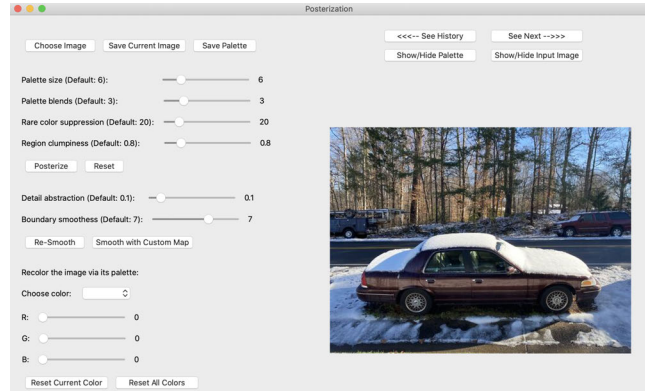 Posterization
Choose Image Save Current Image Save Palette
<<<-- See History See Next -->>>
Show/Hide Palette Show/Hide Input Image
Palette size (Default: 6): 6
Palette blends (Default: 3): 3
Rare color suppression (Default: 20): 20
Region clumpiness (Default: 0.8): 0.8
Posterize Reset
Detail abstraction (Default: 0.1): 0.1
Boundary smoothness (Default: 7): 7
Re-Smooth Smooth with Custom Map
Recolor the image via its palette:
Choose color:
R: 0
G: 0
B: 0
Reset Current Color Reset All Colors